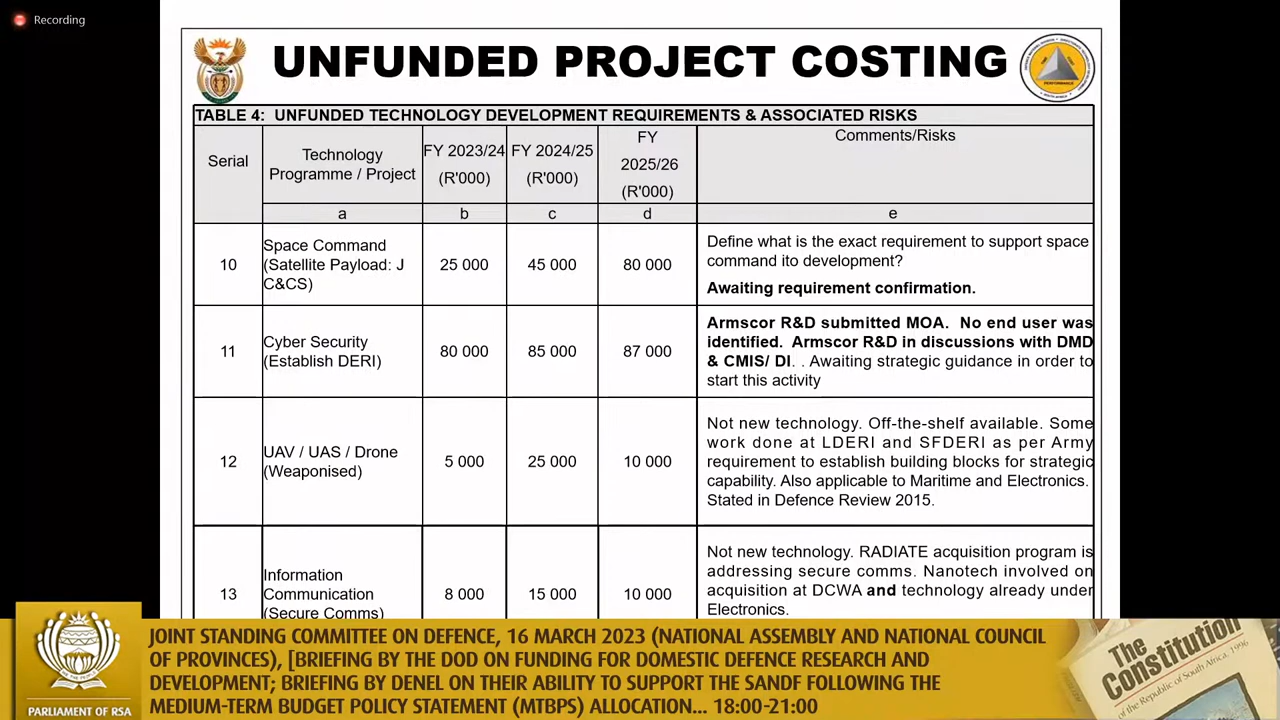 Recording
UNFUNDED PROJECT COSTING
TABLE 4: UNFUNDED TECHNOLOGY DEVELOPMENT REQUIREMENTS & ASSOCIATED RISKS
Serial
Technology
Programme / Project
FY 2023/24
(R'000)
FY 2024/25
(R'000)
FY
2025/26
(R'000)
Comments/Risks
a
b
c
d
e
10
Space Command
(Satellite Payload: J
C&CS)
25 000
45 000
80 000
Define what is the exact requirement to support space
command ito development?
Awaiting requirement confirmation.
11
Cyber Security
(Establish DERI)
80 000
85 000
87 000
Armscor R&D submitted MOA. No end user was
identified. Armscor R&D in discussions with DMD
& CMIS/ DI. . Awaiting strategic guidance in order to
start this activity
12
UAV / UAS / Drone
(Weaponised)
5 000
25 000
10 000
Not new technology. Off-the-shelf available. Some
work done at LDERI and SFDERI as per Army
requirement to establish building blocks for strategic
capability. Also applicable to Maritime and Electronics.
Stated in Defence Review 2015.
13
Information
Communication
(Secure Comms)
8 000
15 000
10 000
Not new technology. RADIATE acquisition program is
addressing secure comms. Nanotech involved on
acquisition at DCWA and technology already under
Electronics.
PARLIAMENT OF RSA
JOINT STANDING COMMITTEE ON DEFENCE, 16 MARCH 2023 (NATIONAL ASSEMBLY AND NATIONAL COUNCIL
OF PROVINCES), [BRIEFING BY THE DOD ON FUNDING FOR DOMESTIC DEFENCE RESEARCH AND
DEVELOPMENT; BRIEFING BY DENEL ON THEIR ABILITY TO SUPPORT THE SANDF FOLLOWING THE
MEDIUM-TERM BUDGET POLICY STATEMENT (MTBPS) ALLOCATION... 18:00-21:00
The
Constitution
of the Republic of South Africa, 1996